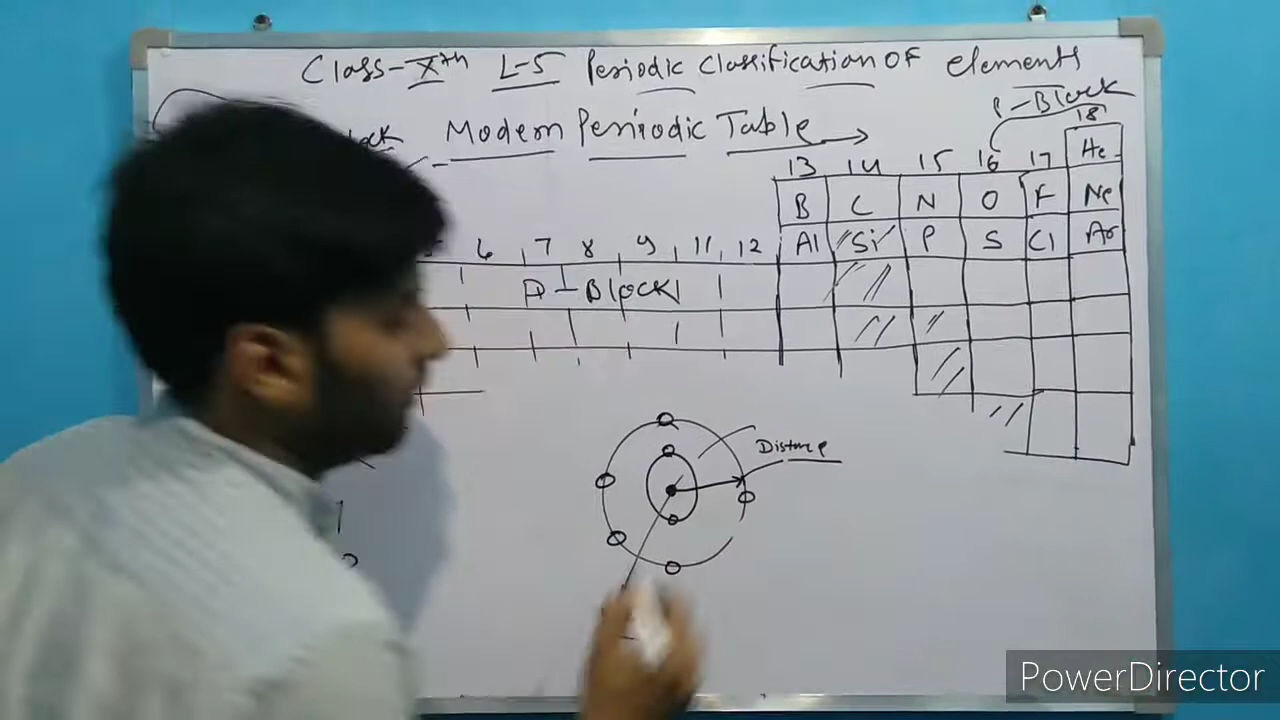 Class-Xth L-5 Periodic Classification OF elements
P-Block
Modern Periodic Table
18
13 14 15 16 17 He
B C N O F Ne
6 7 8 9 11 12 Al Si P S Cl Ar
D-Block
Distance
PowerDirector